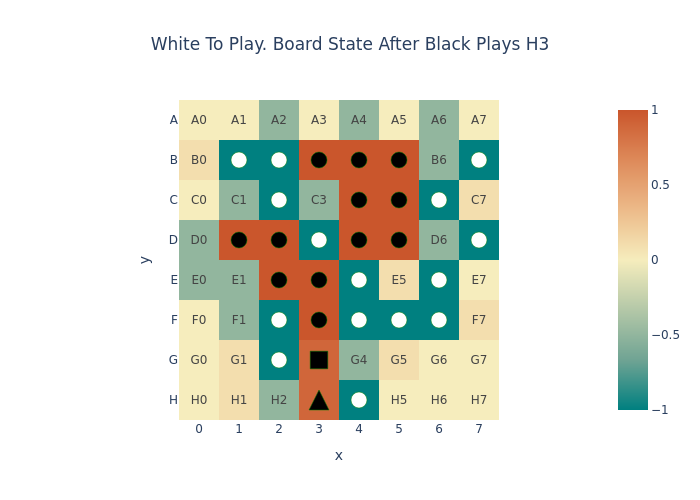 White To Play. Board State After Black Plays H3
A A0 A1 A2 A3 A4 A5 A6 A7 1
B B0 B6
C C0 C1 C3 C7 0.5
D D0 D6
y
E E0 E1 E5 E7 0
F F0 F1 F7 −0.5
G G0 G1 G4 G5 G6 G7
H H0 H1 H2 H5 H6 H7 −1
0 1 2 3 4 5 6 7
x